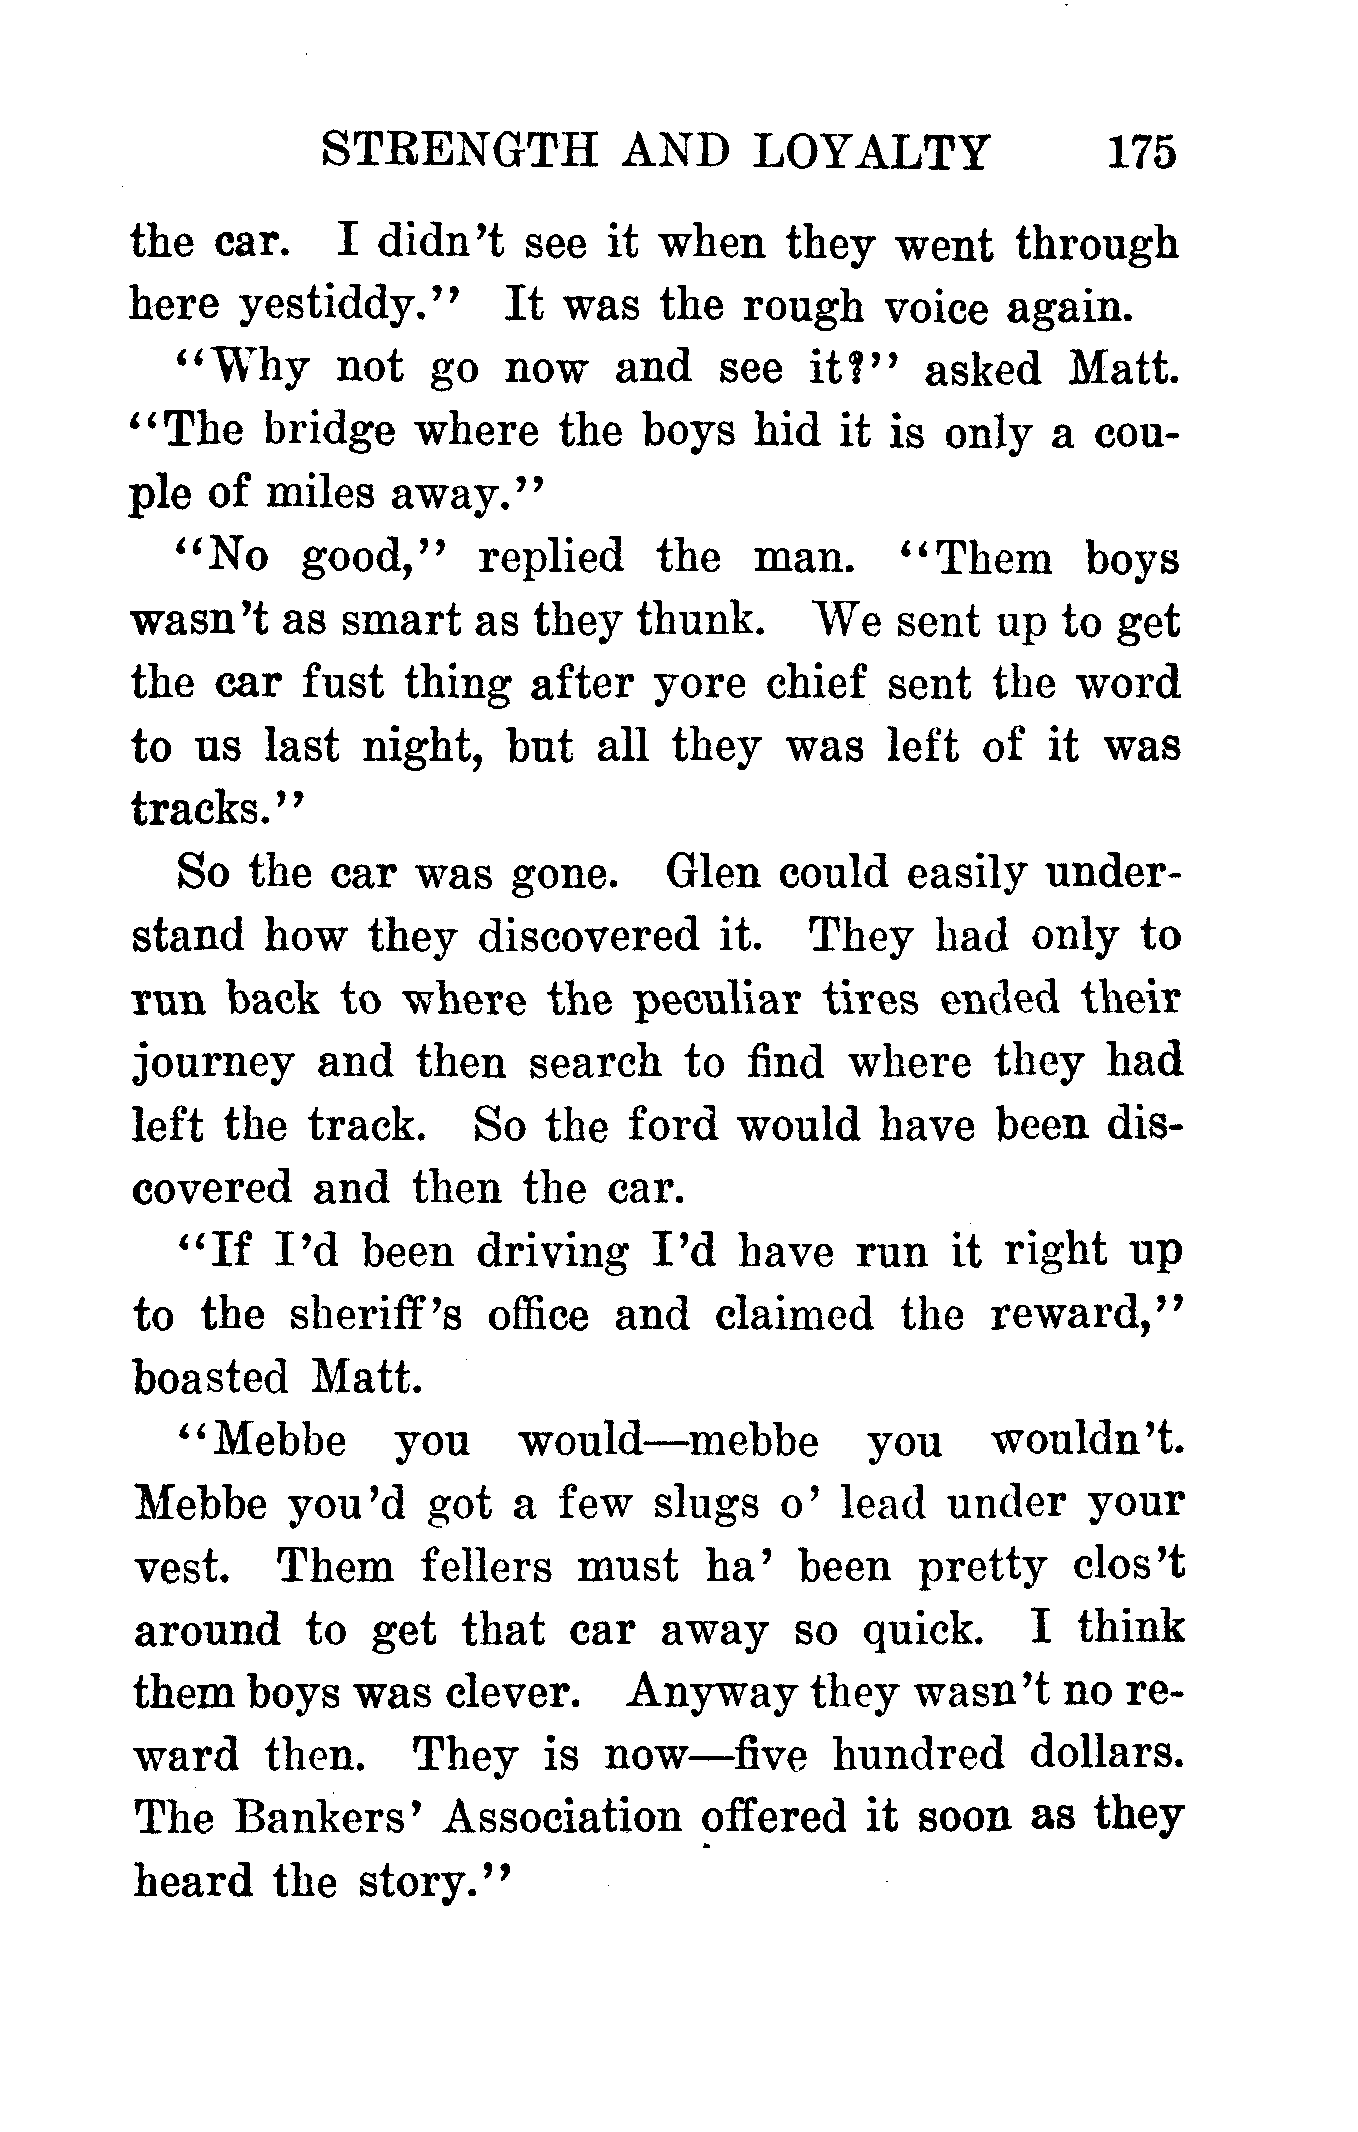 STRENGTH AND LOYALTY 175
the car. I didn't see it when they went through
here yestiddy." It was the rough voice again.
"Why not go now and see it?" asked Matt.
"The bridge where the boys hid it is only a cou-
ple of miles away."
"No good," replied the man. "Them boys
wasn't as smart as they thunk. We sent up to get
the car fust thing after yore chief sent the word
to us last night, but all they was left of it was
tracks."
So the car was gone. Glen could easily under-
stand how they discovered it. They had only to
run back to where the peculiar tires ended their
journey and then search to find where they had
left the track. So the ford would have been dis-
covered and then the car.
"If I'd been driving I'd have run it right up
to the sheriff's office and claimed the reward,"
boasted Matt.
"Mebbe you would—mebbe you wouldn't.
Mebbe you'd got a few slugs o' lead under your
vest. Them fellers must ha' been pretty clos't
around to get that car away so quick. I think
them boys was clever. Anyway they wasn't no re-
ward then. They is now—five hundred dollars.
The Bankers' Association offered it soon as they
heard the story."